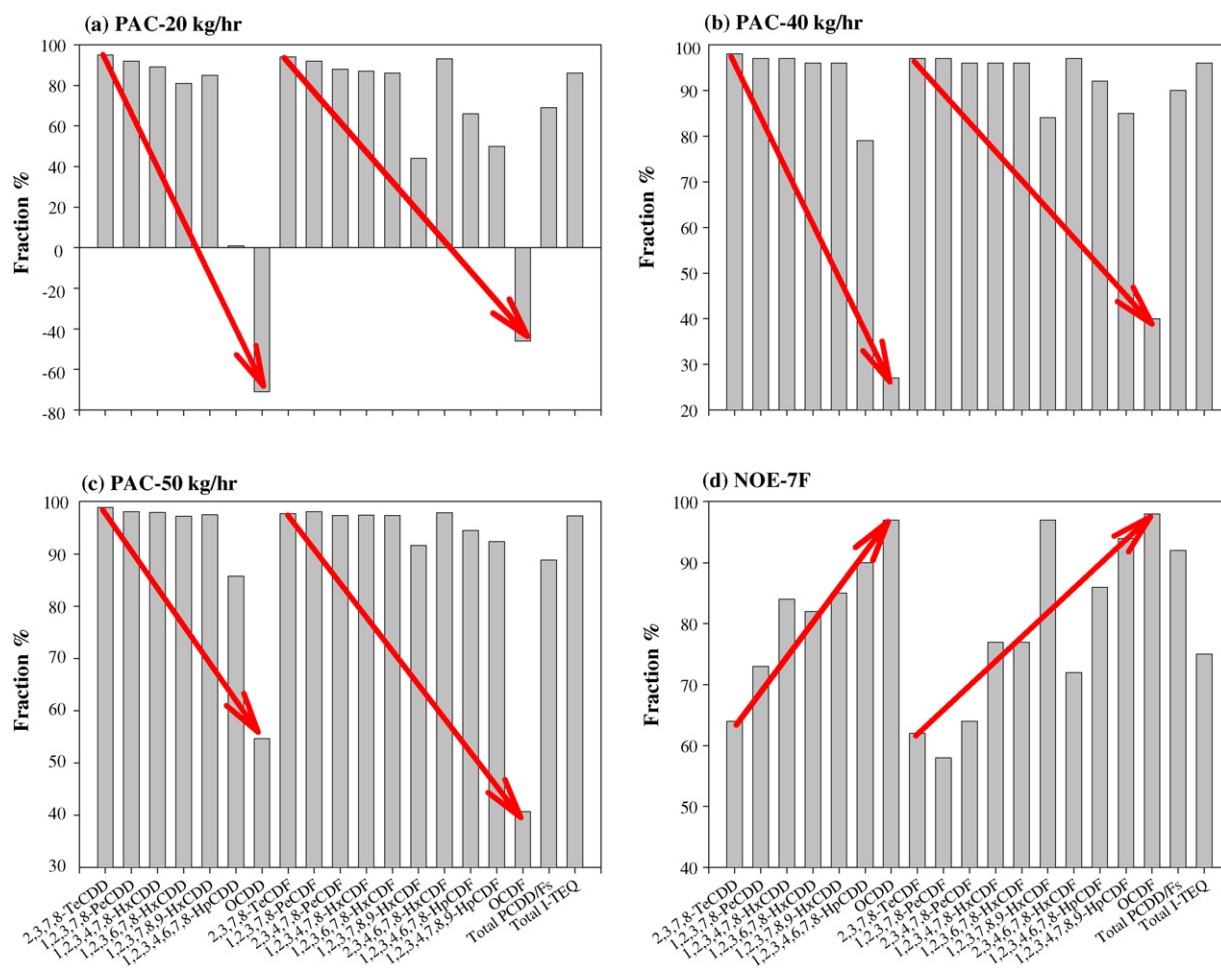 (a) PAC-20 kg/hr
100
80
60
40
20
0
-20
-40
-60
-80
Fraction %
(b) PAC-40 kg/hr
100
90
80
70
60
50
40
30
20
Fraction %
(c) PAC-50 kg/hr
100
90
80
70
60
50
40
30
Fraction %
2,3,7,8-TeCDD
1,2,3,7,8-PeCDD
1,2,3,4,7,8-HxCDD
1,2,3,6,7,8-HxCDD
1,2,3,7,8,9-HxCDD
1,2,3,4,6,7,8-HpCDD
OCDD
2,3,7,8-TeCDF
1,2,3,7,8-PeCDF
2,3,4,7,8-PeCDF
1,2,3,4,7,8-HxCDF
1,2,3,6,7,8-HxCDF
1,2,3,7,8,9-HxCDF
2,3,4,6,7,8-HxCDF
1,2,3,4,6,7,8-HpCDF
1,2,3,4,7,8,9-HpCDF
OCDF
Total PCDD/Fs
Total I-TEQ
(d) NOE-7F
100
90
80
70
60
50
40
Fraction %
2,3,7,8-TeCDD
1,2,3,7,8-PeCDD
1,2,3,4,7,8-HxCDD
1,2,3,6,7,8-HxCDD
1,2,3,7,8,9-HxCDD
1,2,3,4,6,7,8-HpCDD
OCDD
2,3,7,8-TeCDF
1,2,3,7,8-PeCDF
2,3,4,7,8-PeCDF
1,2,3,4,7,8-HxCDF
1,2,3,6,7,8-HxCDF
1,2,3,7,8,9-HxCDF
2,3,4,6,7,8-HxCDF
1,2,3,4,6,7,8-HpCDF
1,2,3,4,7,8,9-HpCDF
OCDF
Total PCDD/Fs
Total I-TEQ